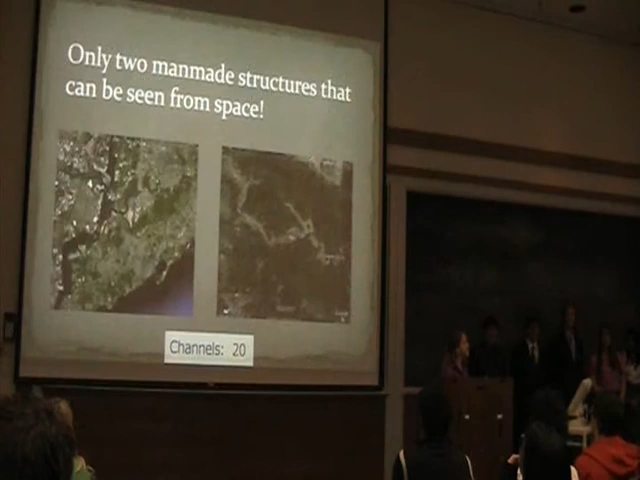 Only two manmade structures that
can be seen from space!
Channels: 20